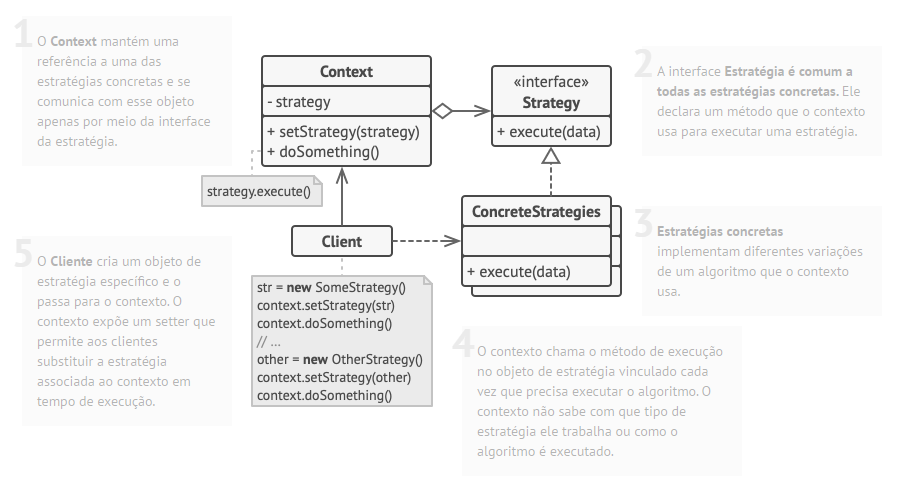 1
O Context mantém uma
referência a uma das
estratégias concretas e se
comunica com esse objeto
apenas por meio da interface
da estratégia.
Context
- strategy
+ setStrategy(strategy)
+ doSomething()
strategy.execute()
«interface»
Strategy
+ execute(data)
2
A interface Estratégia é comum a
todas as estratégias concretas. Ele
declara um método que o contexto
usa para executar uma estratégia.
ConcreteStrategies
+ execute(data)
3
Estratégias concretas
implementam diferentes variações
de um algoritmo que o contexto
usa.
Client
str = new SomeStrategy()
context.setStrategy(str)
context.doSomething()
// ...
other = new OtherStrategy()
context.setStrategy(other)
context.doSomething()
4
O contexto chama o método de execução
no objeto de estratégia vinculado cada
vez que precisa executar o algoritmo. O
contexto não sabe com que tipo de
estratégia ele trabalha ou como o
algoritmo é executado.
5
O Cliente cria um objeto de
estratégia específico e o
passa para o contexto. O
contexto expõe um setter que
permite aos clientes
substituir a estratégia
associada ao contexto em
tempo de execução.